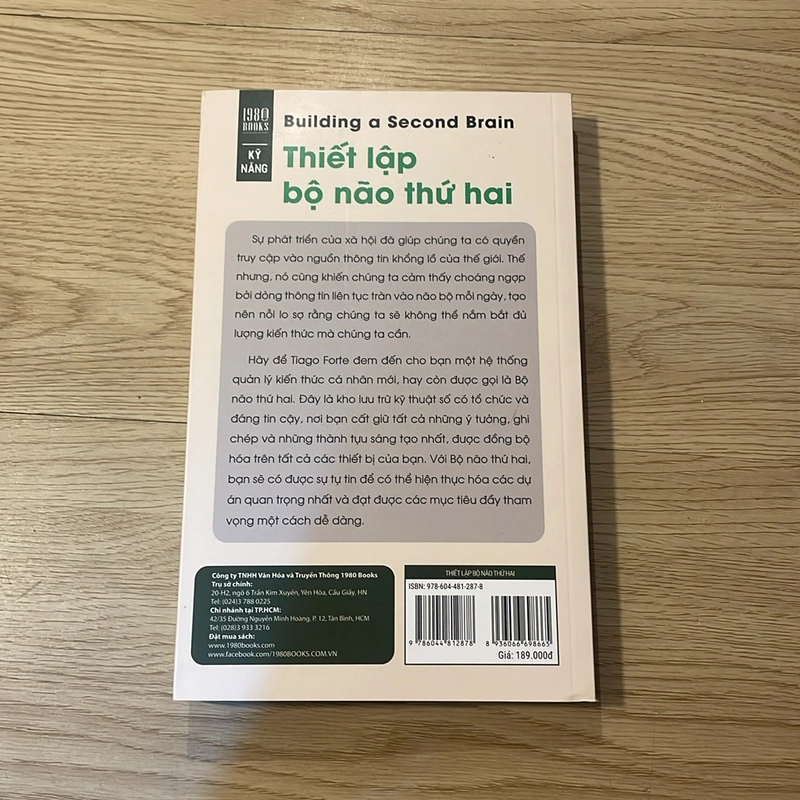 1980
BOOKS
KỸ
NĂNG
Building a Second Brain
Thiết lập
bộ não thứ hai
Sự phát triển của xã hội đã giúp chúng ta có quyền
truy cập vào nguồn thông tin khổng lồ của thế giới. Thế
nhưng, nó cũng khiến chúng ta cảm thấy choáng ngợp
bởi dòng thông tin liên tục tràn vào não bộ mỗi ngày, tạo
nên nỗi lo sợ rằng chúng ta sẽ không thể nắm bắt đủ
lượng kiến thức mà chúng ta cần.
Hãy để Tiago Forte đem đến cho bạn một hệ thống
quản lý kiến thức cá nhân mới, hay còn được gọi là Bộ
não thứ hai. Đây là kho lưu trữ kỹ thuật số có tổ chức và
đáng tin cậy, nơi bạn cất giữ tất cả những ý tưởng, ghi
chép và những thành tựu sáng tạo nhất, được đồng bộ
hóa trên tất cả các thiết bị của bạn. Với Bộ não thứ hai,
bạn sẽ có được sự tự tin để có thể hiện thực hóa các dự
án quan trọng nhất và đạt được các mục tiêu đầy tham
vọng một cách dễ dàng.
Công ty TNHH Văn Hóa và Truyền Thông 1980 Books
Trụ sở chính:
20-H2, ngõ 6 Trần Kim Xuyến, Yên Hòa, Cầu Giấy, HN
Tel: (024)3 788 0225
Chi nhánh tại TP.HCM:
42/35 Đường Nguyễn Minh Hoàng, P. 12, Tân Bình, HCM
Tel: (028)3 933 3216
Đặt mua sách:
www.1980books.com
www.facebook.com/1980BOOKS.COM.VN
THIẾT LẬP BỘ NÃO THỨ HAI
ISBN: 978-604-481-287-8
9 786044 812878
8 936066 698665
Giá: 189.000đ